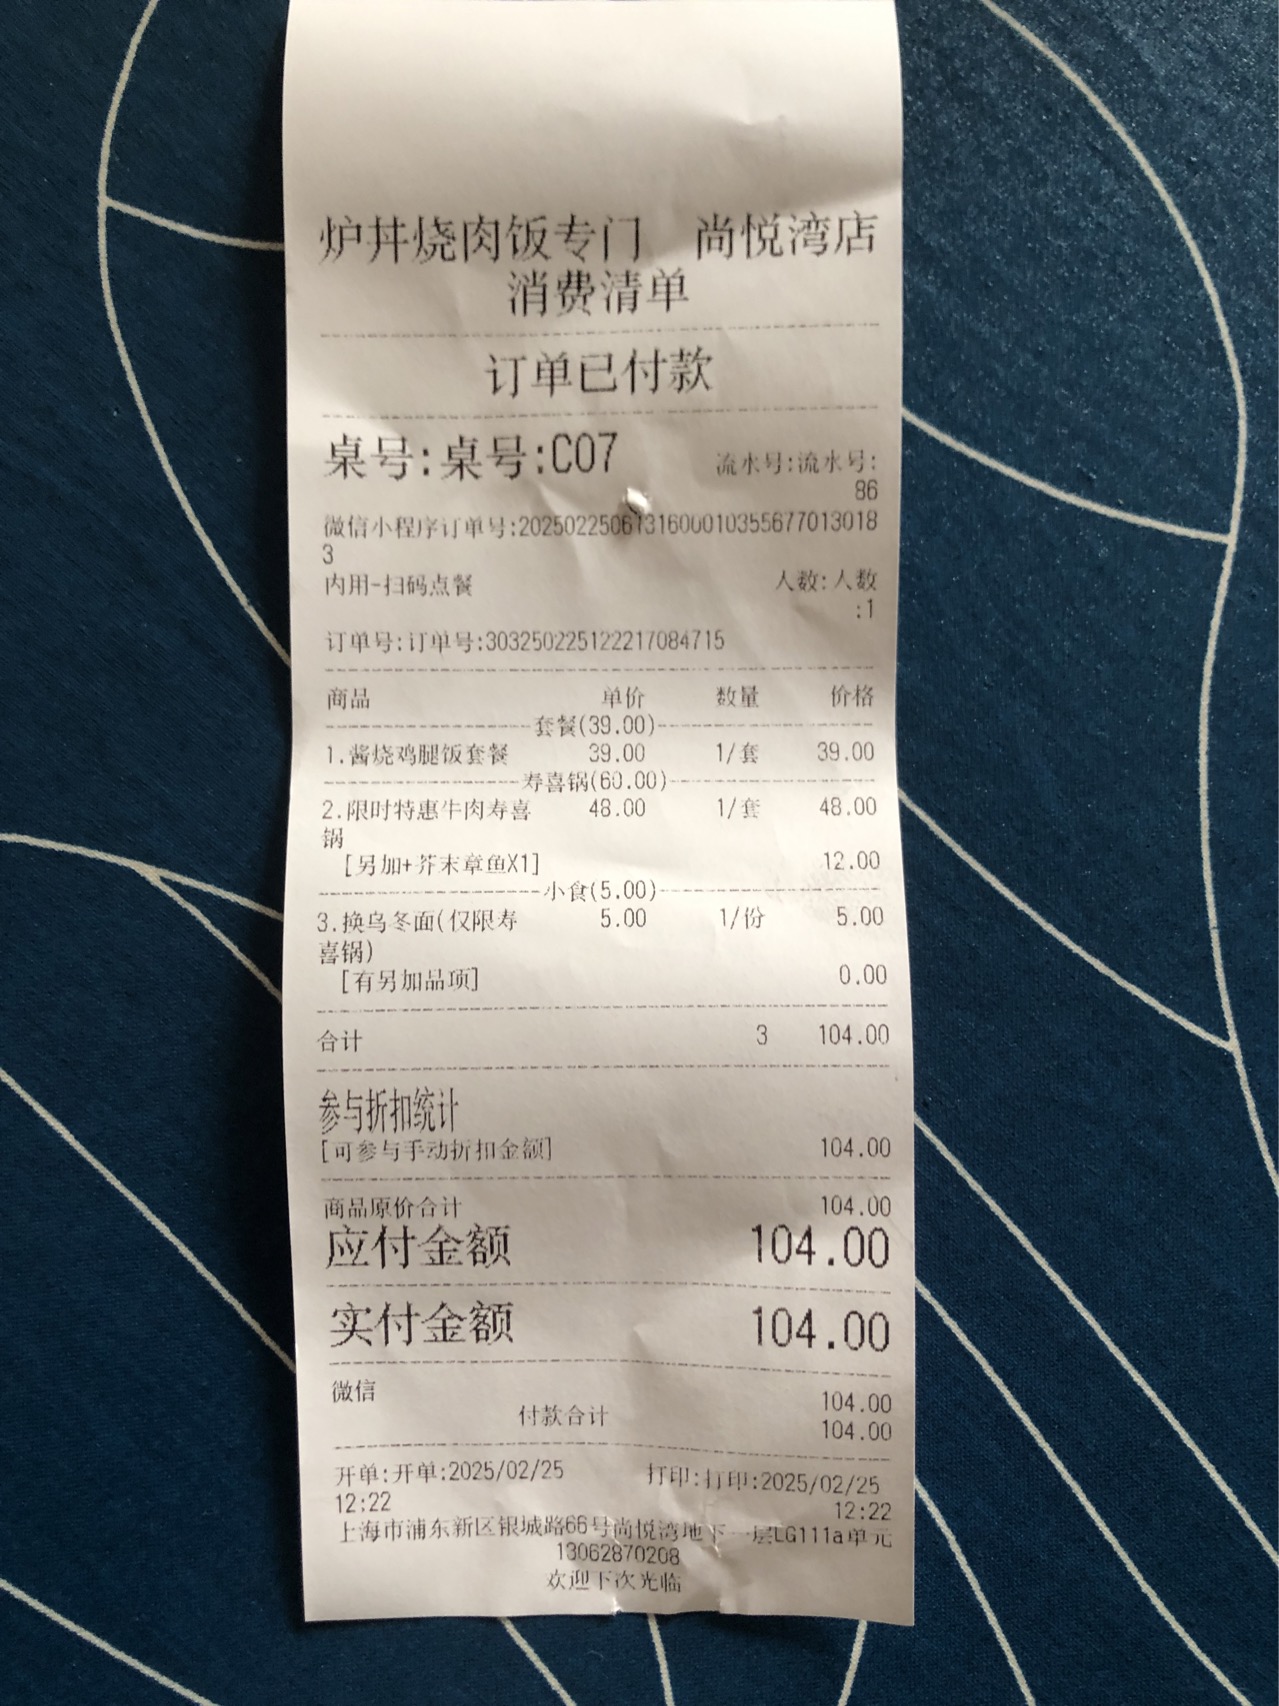 炉丼烧肉饭专门 尚悦湾店
消费清单
订单已付款
桌号:桌号:C07 流水号:流水号:
86
微信小程序订单号:2025022506131600010355677013018
3
内用-扫码点餐 人数:人数
:1
订单号:订单号:303250225122217084715
商品 单价 数量 价格
套餐(39.00)
1.酱烧鸡腿饭套餐 39.00 1/套 39.00
寿喜锅(60.00)
2.限时特惠牛肉寿喜 48.00 1/套 48.00
锅
[另加+芥末章鱼X1] 12.00
小食(5.00)
3.换乌冬面(仅限寿 5.00 1/份 5.00
喜锅)
[有另加品项] 0.00
合计 3 104.00
参与折扣统计
[可参与手动折扣金额] 104.00
商品原价合计 104.00
应付金额 104.00
实付金额 104.00
微信 104.00
付款合计 104.00
开单:开单:2025/02/25 打印:打印:2025/02/25
12:22 12:22
上海市浦东新区银城路66号尚悦湾地下一层LG111a单元
13062870208
欢迎下次光临